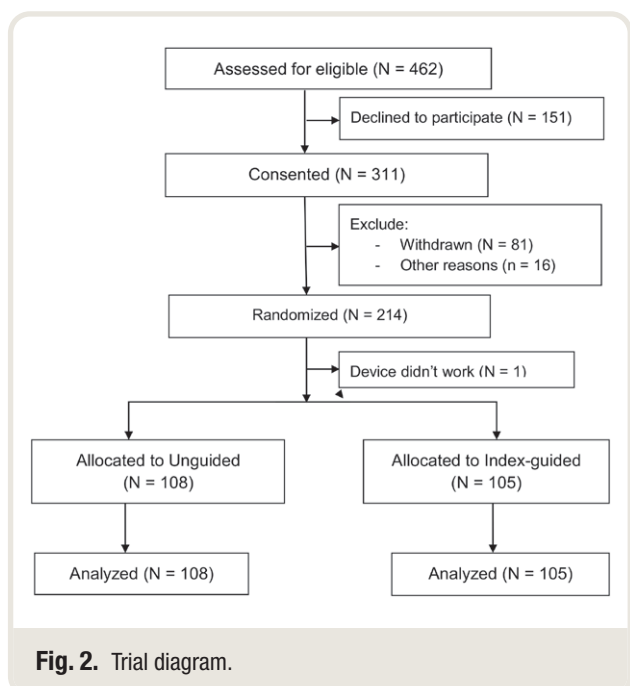 Assessed for eligible (N = 462)
Declined to participate (N = 151)
Consented (N = 311)
Exclude:
- Withdrawn (N = 81)
- Other reasons (n = 16)
Randomized (N = 214)
Device didn't work (N = 1)
Allocated to Unguided
(N = 108)
Allocated to Index-guided
(N = 105)
Analyzed (N = 108)
Analyzed (N = 105)
Fig. 2. Trial diagram.